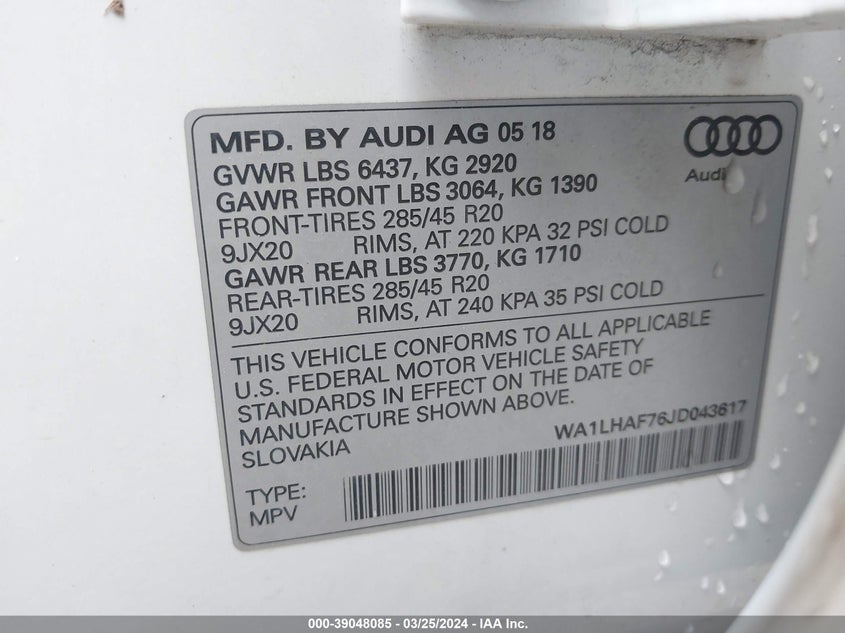 MFD. BY AUDI AG 05 18
GVWR LBS 6437, KG 2920
GAWR FRONT LBS 3064, KG 1390
FRONT-TIRES 285/45 R20
9JX20 RIMS, AT 220 KPA 32 PSI COLD
GAWR REAR LBS 3770, KG 1710
REAR-TIRES 285/45 R20
9JX20 RIMS, AT 240 KPA 35 PSI COLD
Audi
THIS VEHICLE CONFORMS TO ALL APPLICABLE
U.S. FEDERAL MOTOR VEHICLE SAFETY
STANDARDS IN EFFECT ON THE DATE OF
MANUFACTURE SHOWN ABOVE.
SLOVAKIA
WA1LHAF76JD043617
TYPE:
MPV
000-39048085 - 03/25/2024 - IAA Inc.